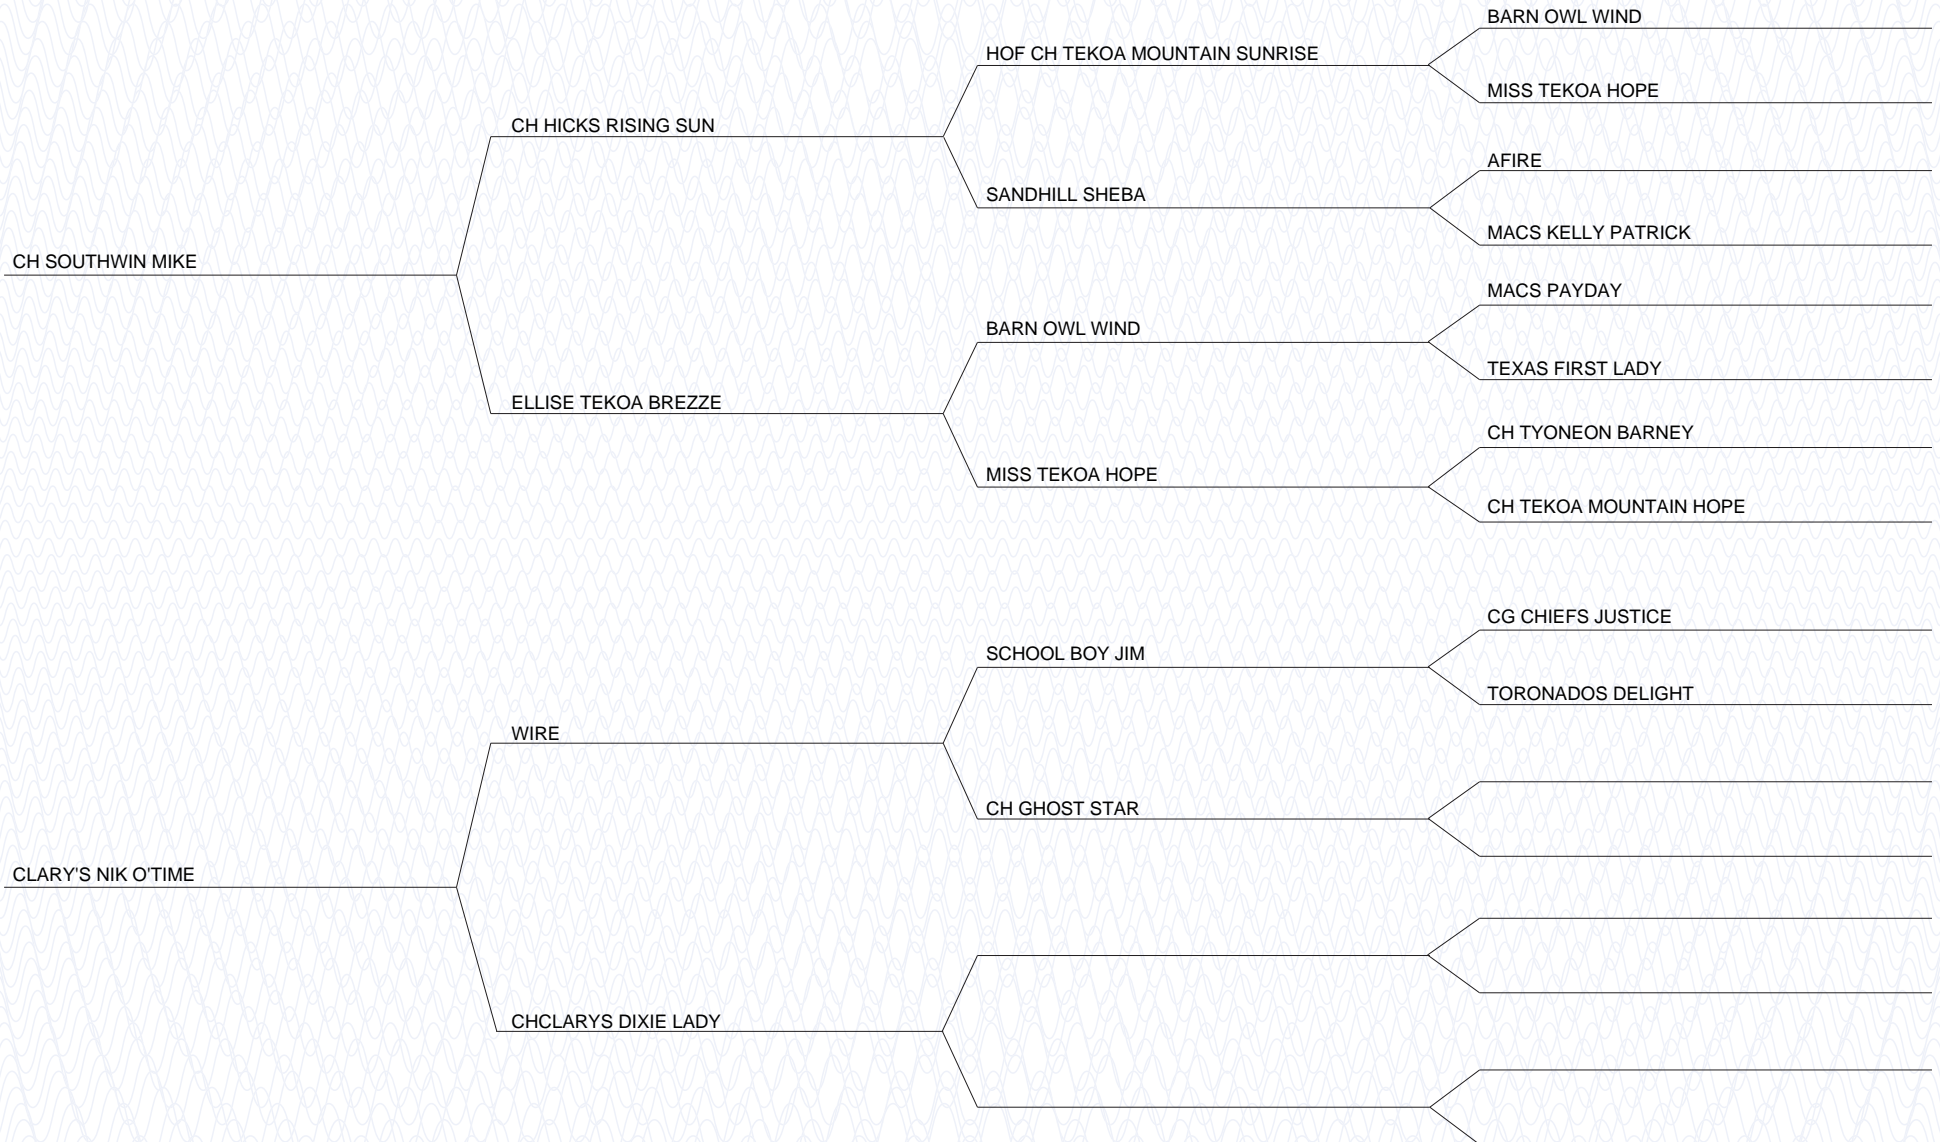 BARN OWL WIND
HOF CH TEKOA MOUNTAIN SUNRISE
MISS TEKOA HOPE
CH HICKS RISING SUN
AFIRE
SANDHILL SHEBA
MACS KELLY PATRICK
CH SOUTHWIN MIKE
MACS PAYDAY
BARN OWL WIND
TEXAS FIRST LADY
ELLISE TEKOA BREZZE
CH TYONEON BARNEY
MISS TEKOA HOPE
CH TEKOA MOUNTAIN HOPE
CG CHIEFS JUSTICE
SCHOOL BOY JIM
TORONADOS DELIGHT
WIRE
CH GHOST STAR
CLARY'S NIK O'TIME
CHCLARYS DIXIE LADY